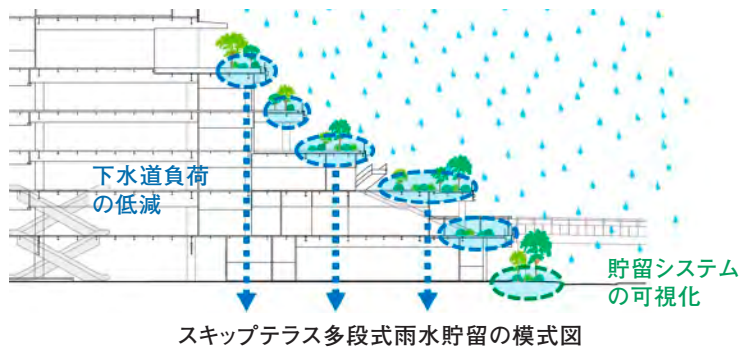 下水道負荷
の低減
貯留システム
の可視化
スキップテラス多段式雨水貯留の模式図